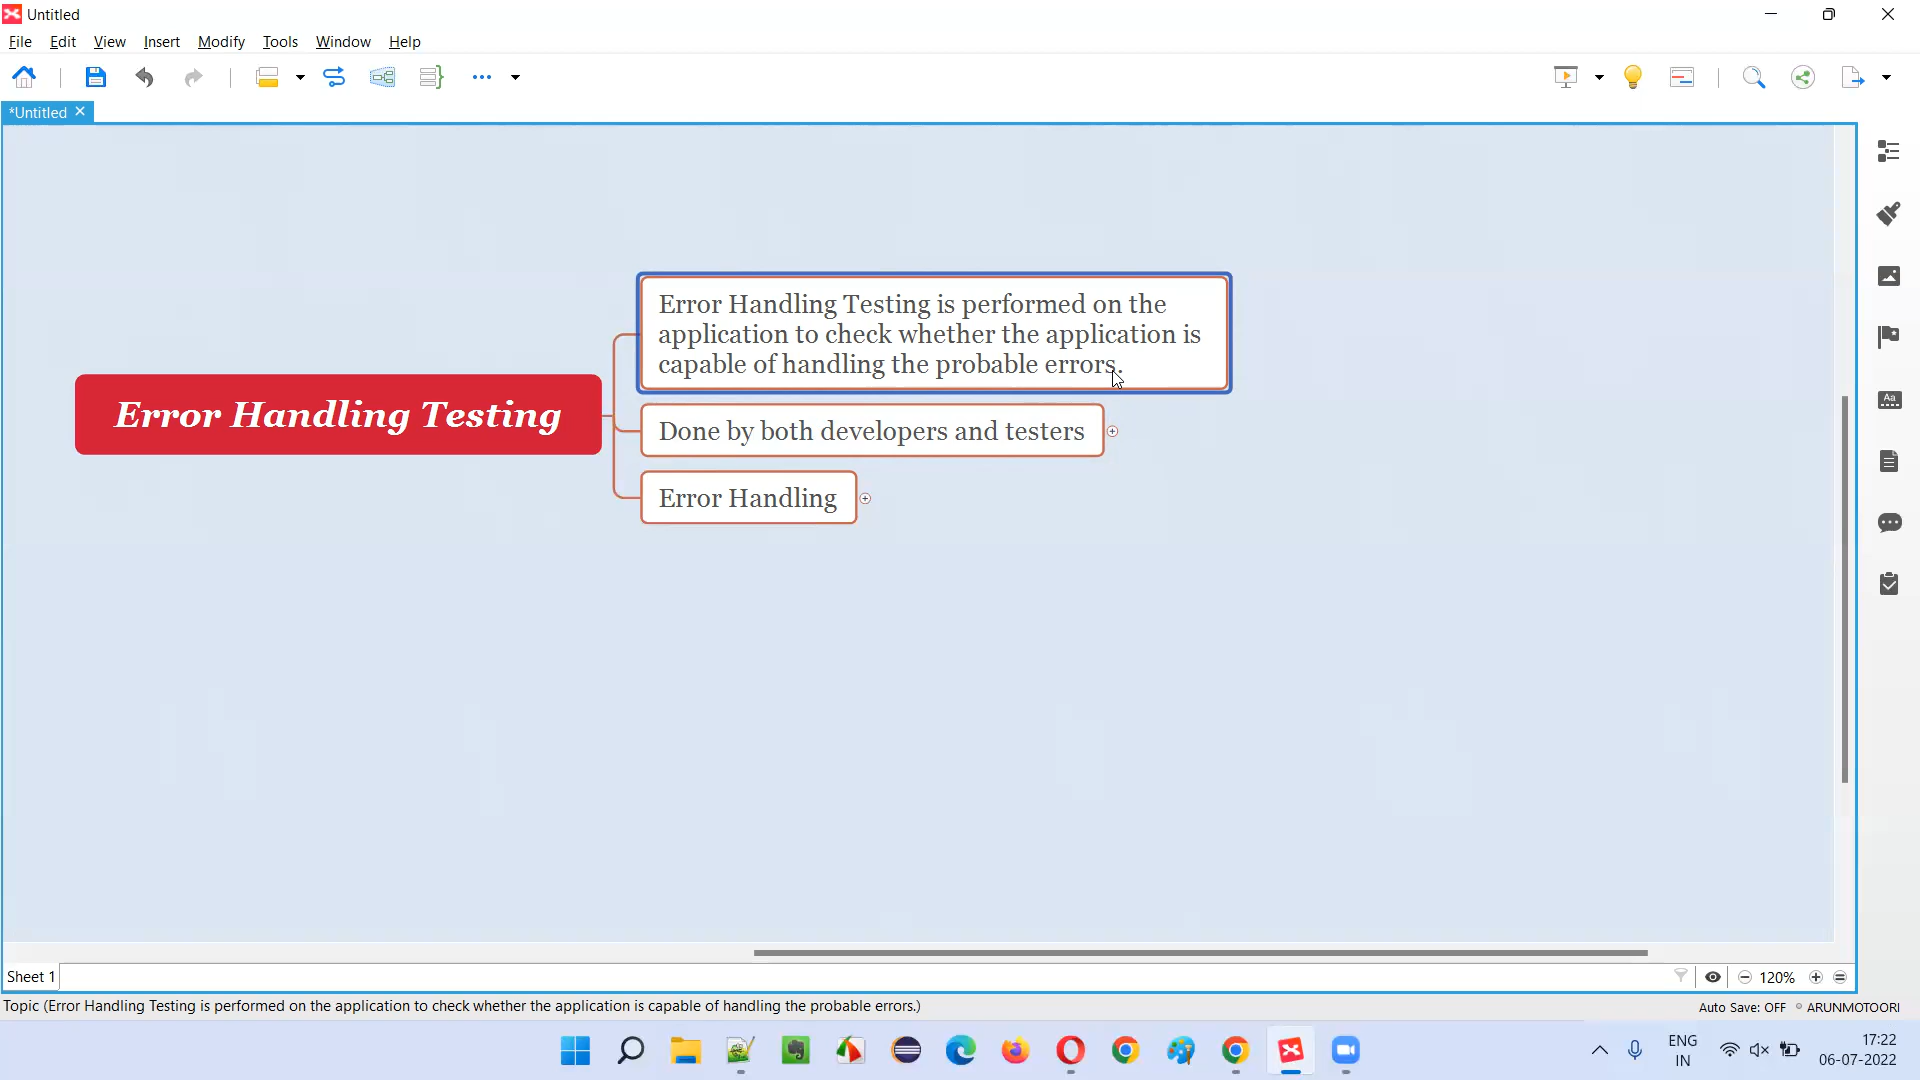 Untitled
File Edit View Insert Modify Tools Window Help
*Untitled
Error Handling Testing
Error Handling Testing is performed on the
application to check whether the application is
capable of handling the probable errors.
Done by both developers and testers
Error Handling
Aa
Sheet 1
120%
Topic (Error Handling Testing is performed on the application to check whether the application is capable of handling the probable errors.)
Auto Save: OFF ARUNMOTOORI
ENG
IN
17:22
06-07-2022